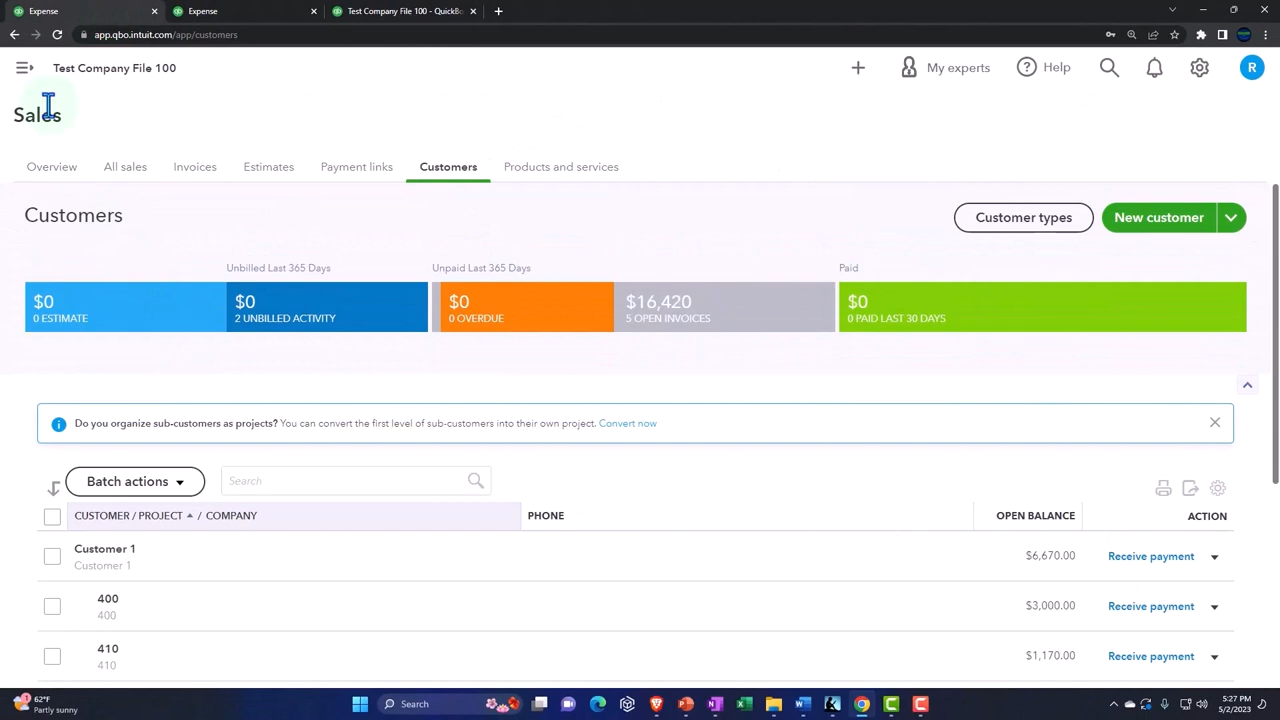 Expense
Expense
Test Company File 100 - QuickBo
app.qbo.intuit.com/app/customers
Test Company File 100
My experts
Help
R
Sales
Overview
All sales
Invoices
Estimates
Payment links
Customers
Products and services
Customers
Customer types
New customer
Unbilled Last 365 Days
Unpaid Last 365 Days
Paid
$0
0 ESTIMATE
$0
2 UNBILLED ACTIVITY
$0
0 OVERDUE
$16,420
5 OPEN INVOICES
$0
0 PAID LAST 30 DAYS
Do you organize sub-customers as projects? You can convert the first level of sub-customers into their own project. Convert now
Batch actions
Search
CUSTOMER / PROJECT / COMPANY
PHONE
OPEN BALANCE
ACTION
Customer 1
Customer 1
$6,670.00
Receive payment
400
400
$3,000.00
Receive payment
410
410
$1,170.00
Receive payment
62°F
Partly sunny
Search
5:27 PM
5/2/2023